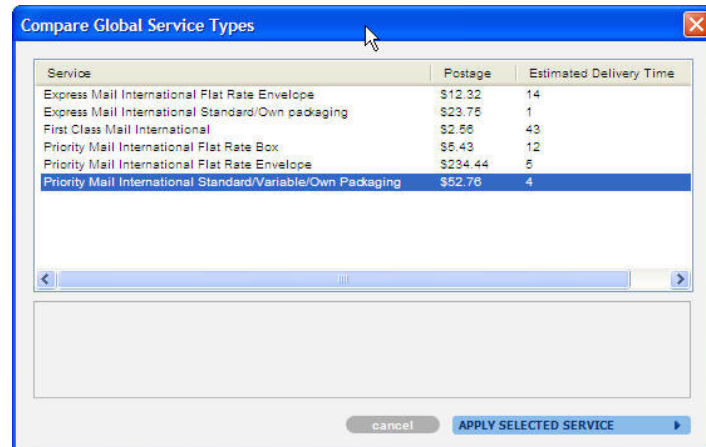 Compare Global Service Types
Service Postage Estimated Delivery Time
Express Mail International Flat Rate Envelope $12.32 14
Express Mail International Standard/Own packaging $23.75 1
First Class Mail International $2.56 43
Priority Mail International Flat Rate Box $5.43 12
Priority Mail International Flat Rate Envelope $234.44 5
Priority Mail International Standard/Variable/Own Packaging $52.76 4
cancel APPLY SELECTED SERVICE